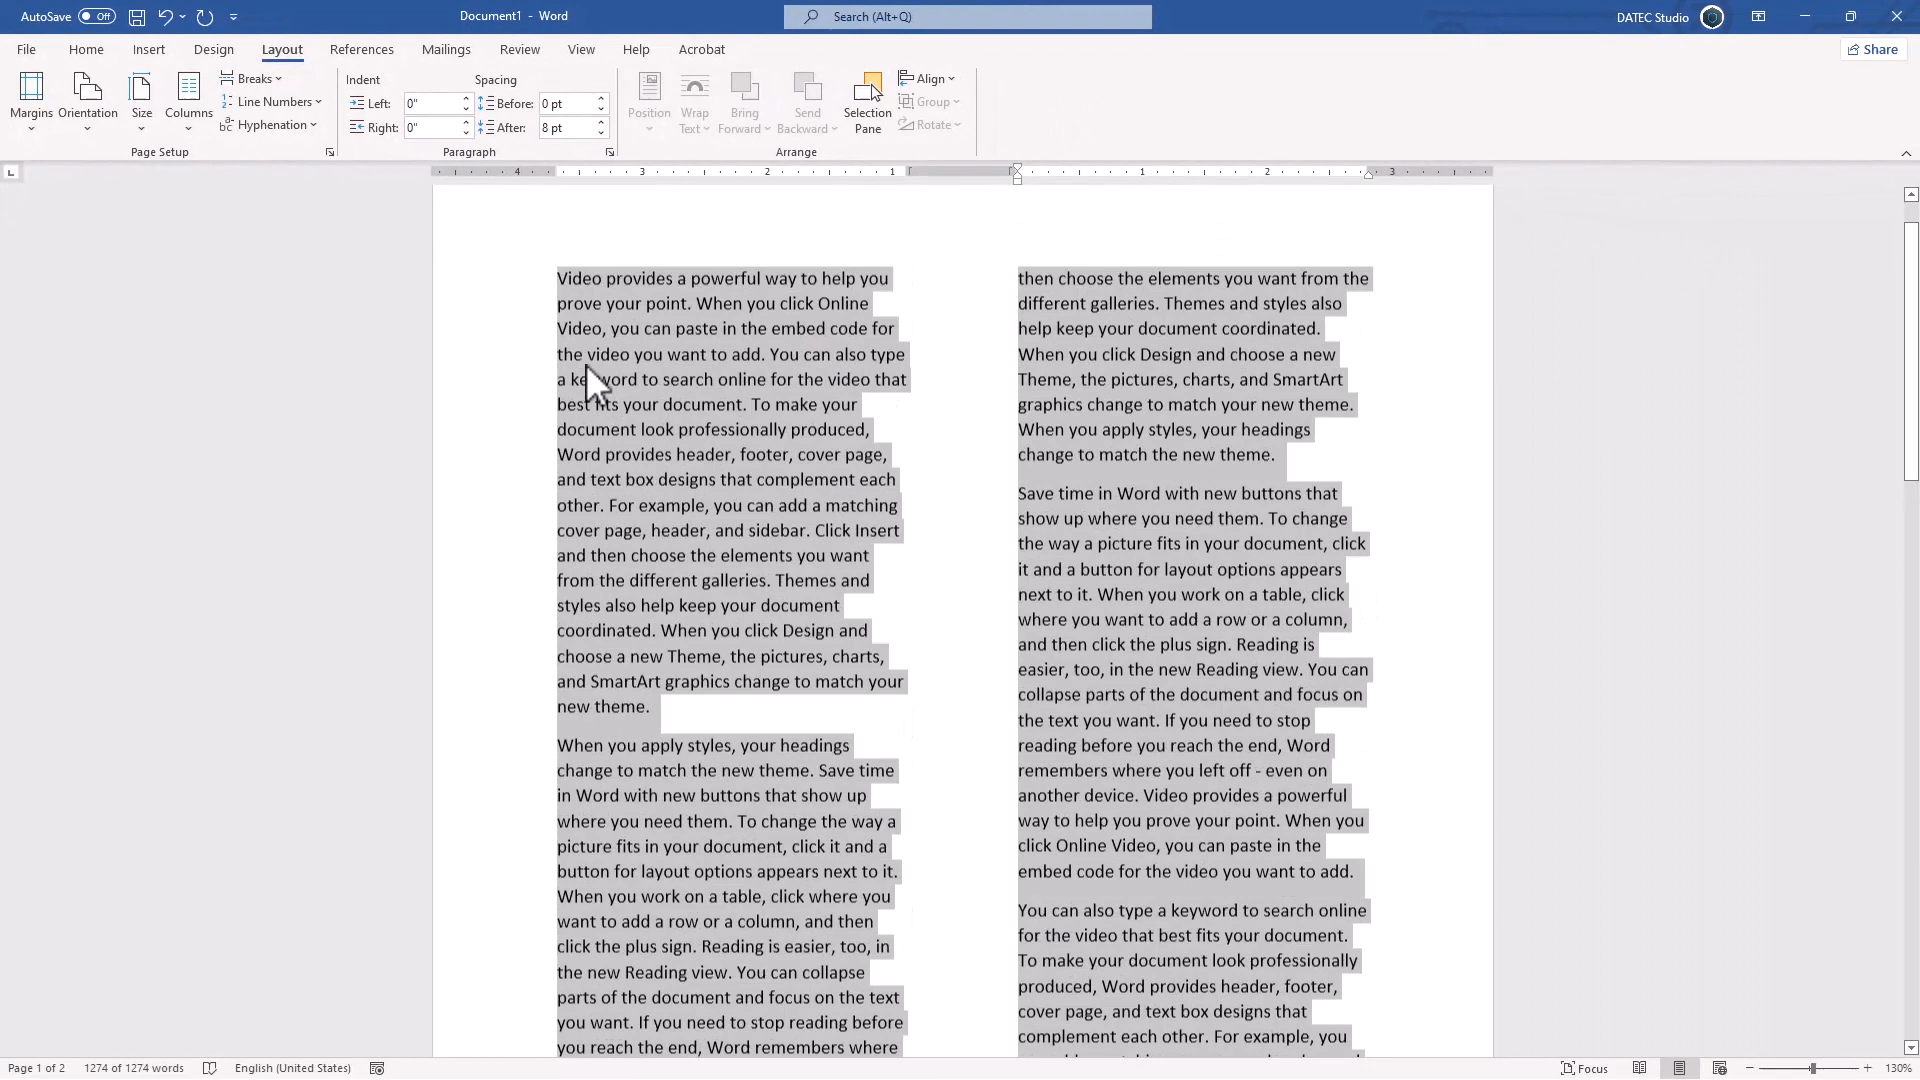 AutoSave Off Document1 - Word Search (Alt+Q) DATEC Studio
File Home Insert Design Layout References Mailings Review View Help Acrobat Share
Margins Orientation Size Columns
Breaks
Line Numbers
Hyphenation
Page Setup
Indent Spacing
Left: 0" Before: 0 pt
Right: 0" After: 8 pt
Paragraph
Position Wrap Text Bring Forward Send Backward Selection Pane
Align
Group
Rotate
Arrange
4 3 2 1 1 2 3
Video provides a powerful way to help you
prove your point. When you click Online
Video, you can paste in the embed code for
the video you want to add. You can also type
a keyword to search online for the video that
best fits your document. To make your
document look professionally produced,
Word provides header, footer, cover page,
and text box designs that complement each
other. For example, you can add a matching
cover page, header, and sidebar. Click Insert
and then choose the elements you want
from the different galleries. Themes and
styles also help keep your document
coordinated. When you click Design and
choose a new Theme, the pictures, charts,
and SmartArt graphics change to match your
new theme.
When you apply styles, your headings
change to match the new theme. Save time
in Word with new buttons that show up
where you need them. To change the way a
picture fits in your document, click it and a
button for layout options appears next to it.
When you work on a table, click where you
want to add a row or a column, and then
click the plus sign. Reading is easier, too, in
the new Reading view. You can collapse
parts of the document and focus on the text
you want. If you need to stop reading before
you reach the end, Word remembers where
then choose the elements you want from the
different galleries. Themes and styles also
help keep your document coordinated.
When you click Design and choose a new
Theme, the pictures, charts, and SmartArt
graphics change to match your new theme.
When you apply styles, your headings
change to match the new theme.
Save time in Word with new buttons that
show up where you need them. To change
the way a picture fits in your document, click
it and a button for layout options appears
next to it. When you work on a table, click
where you want to add a row or a column,
and then click the plus sign. Reading is
easier, too, in the new Reading view. You can
collapse parts of the document and focus on
the text you want. If you need to stop
reading before you reach the end, Word
remembers where you left off - even on
another device. Video provides a powerful
way to help you prove your point. When you
click Online Video, you can paste in the
embed code for the video you want to add.
You can also type a keyword to search online
for the video that best fits your document.
To make your document look professionally
produced, Word provides header, footer,
cover page, and text box designs that
complement each other. For example, you
Page 1 of 2 1274 of 1274 words English (United States) Focus 130%